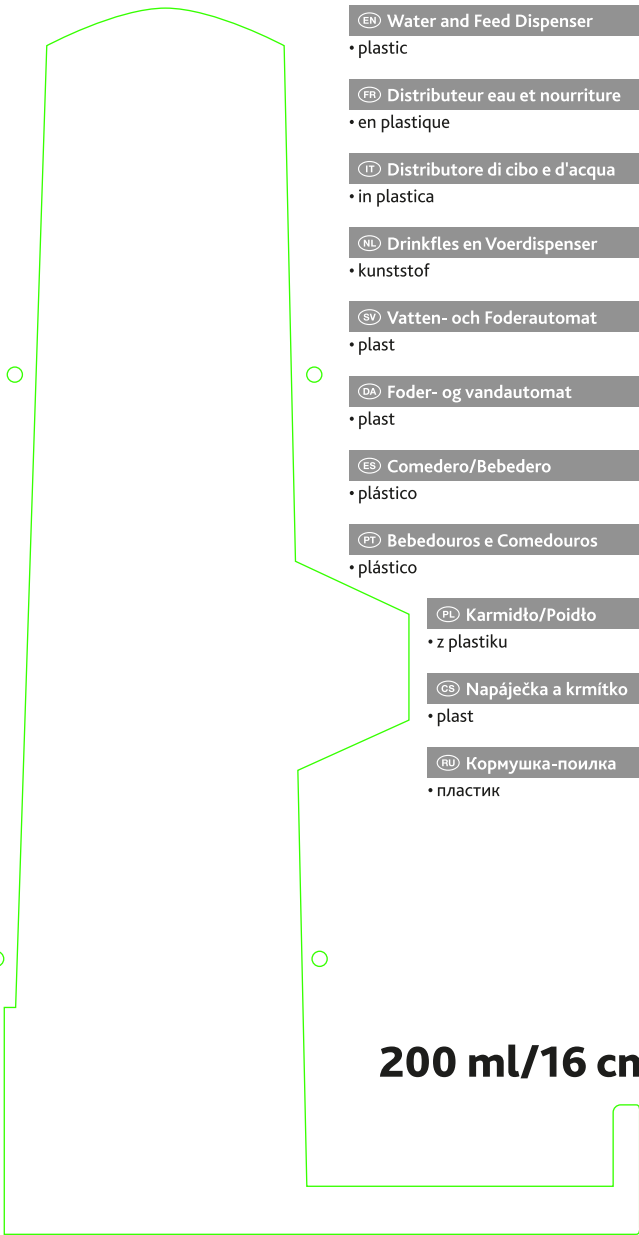 EN Water and Feed Dispenser
• plastic
FR Distributeur eau et nourriture
• en plastique
IT Distributore di cibo e d'acqua
• in plastica
NL Drinkfles en Voerdispenser
• kunststof
SV Vatten- och Foderautomat
• plast
DA Foder- og vandautomat
• plast
ES Comedero/Bebedero
• plástico
PT Bebedouros e Comedouros
• plástico
PL Karmidło/Poidło
• z plastiku
CS Napáječka a krmítko
• plast
RU Кормушка-поилка
• пластик
200 ml/16 cm